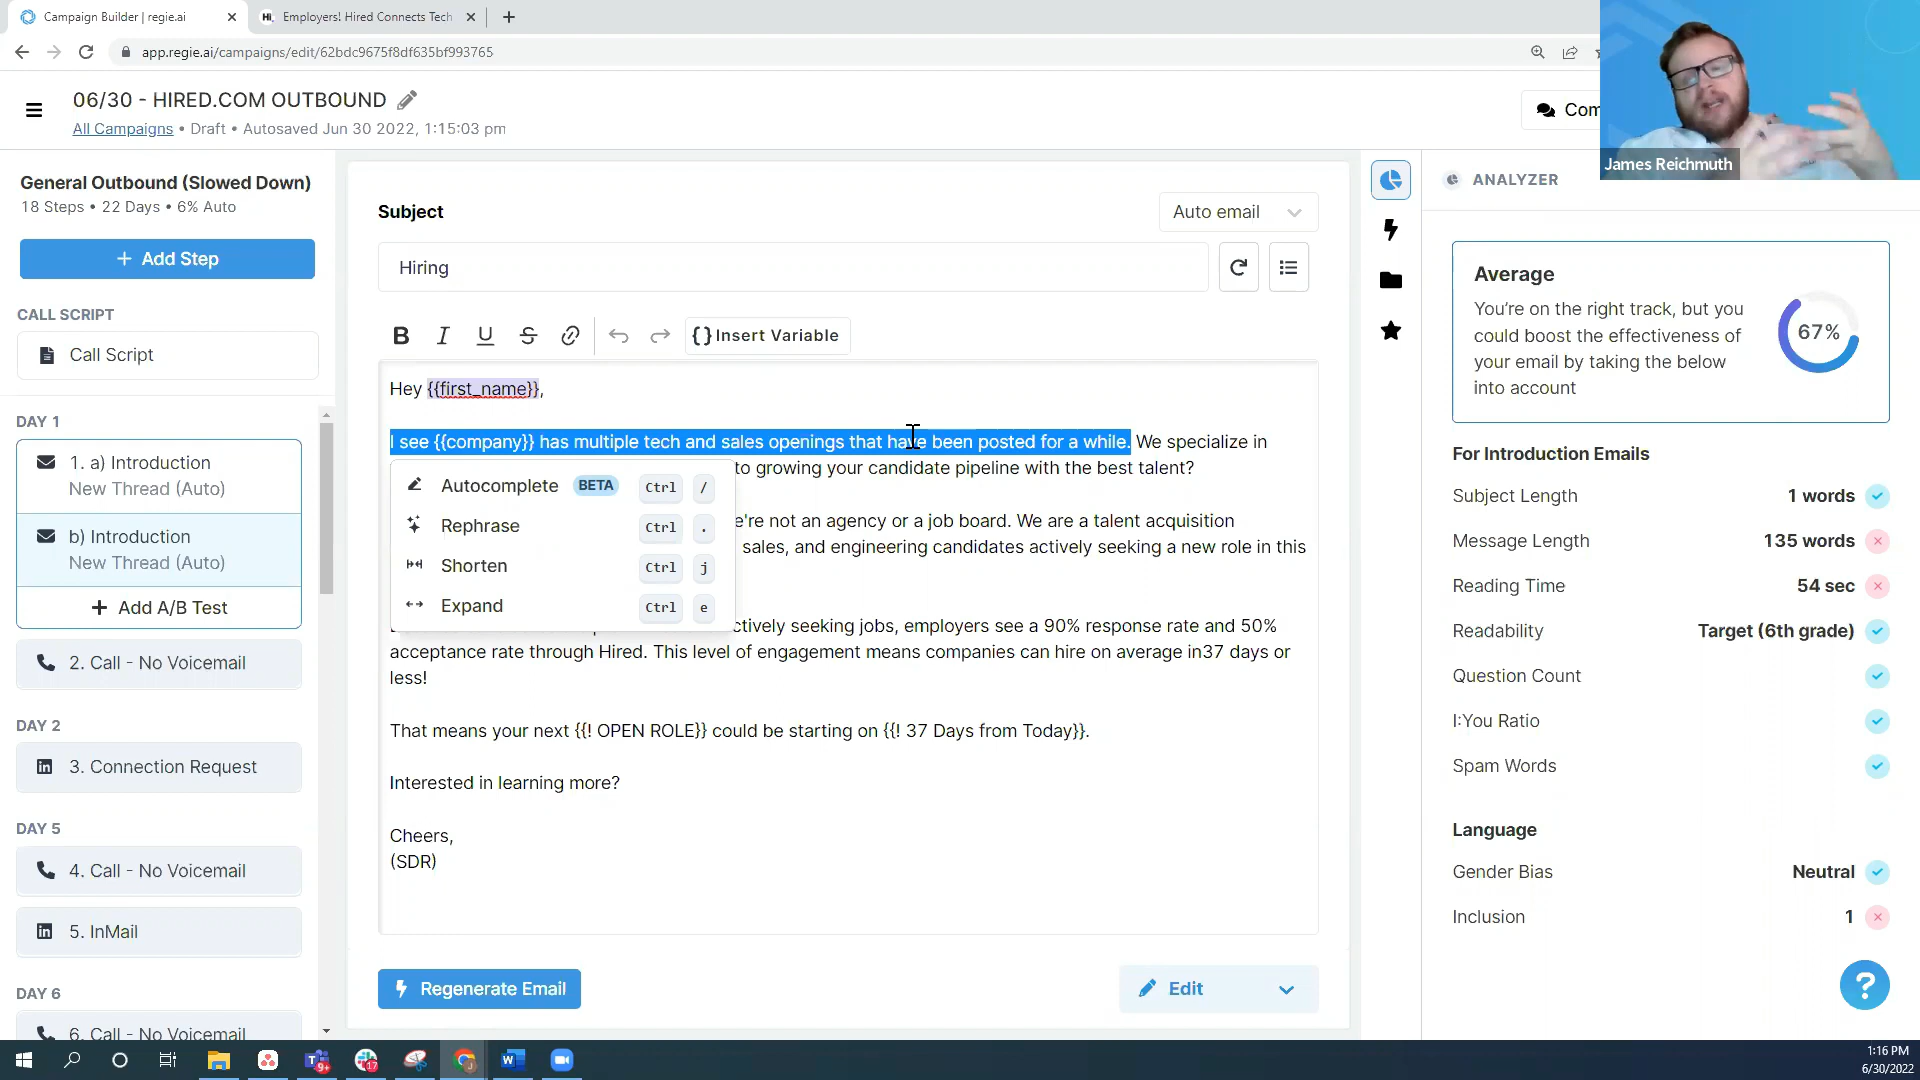 Campaign Builder | regie.ai
Hi. Employers! Hired Connects Tech
app.regie.ai/campaigns/edit/62bdc9675f8df635bf993765
06/30 - HIRED.COM OUTBOUND
All Campaigns • Draft • Autosaved Jun 30 2022, 1:15:03 pm
Com
James Reichmuth
General Outbound (Slowed Down)
18 Steps • 22 Days • 6% Auto
+ Add Step
CALL SCRIPT
Call Script
DAY 1
1. a) Introduction
New Thread (Auto)
b) Introduction
New Thread (Auto)
+ Add A/B Test
2. Call - No Voicemail
DAY 2
3. Connection Request
DAY 5
4. Call - No Voicemail
5. InMail
DAY 6
6. Call - No Voicemail
Subject
Auto email
Hiring
B I U S
{} Insert Variable
Hey {{first_name}},
I see {{company}} has multiple tech and sales openings that have been posted for a while. We specialize in
to growing your candidate pipeline with the best talent?
Autocomplete BETA Ctrl /
Rephrase Ctrl .
Shorten Ctrl j
Expand Ctrl e
're not an agency or a job board. We are a talent acquisition
sales, and engineering candidates actively seeking a new role in this
ctively seeking jobs, employers see a 90% response rate and 50%
acceptance rate through Hired. This level of engagement means companies can hire on average in37 days or
less!
That means your next {{! OPEN ROLE}} could be starting on {{! 37 Days from Today}}.
Interested in learning more?
Cheers,
(SDR)
Regenerate Email
Edit
ANALYZER
Average
You're on the right track, but you
could boost the effectiveness of
your email by taking the below
into account
67%
For Introduction Emails
Subject Length 1 words
Message Length 135 words
Reading Time 54 sec
Readability Target (6th grade)
Question Count
I:You Ratio
Spam Words
Language
Gender Bias Neutral
Inclusion 1
?
9+
17
1:16 PM
6/30/2022